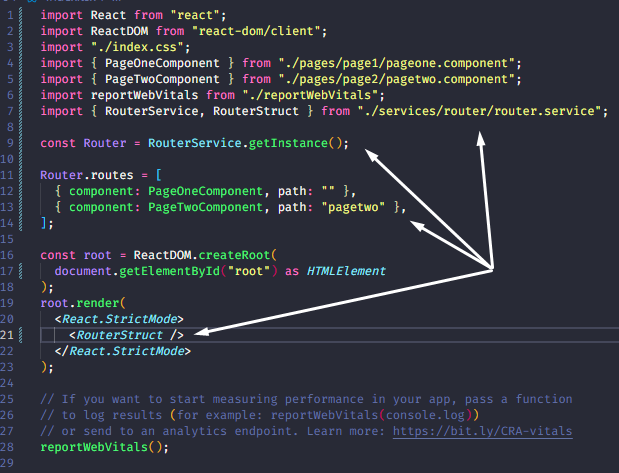 1 import React from "react";
2 import ReactDOM from "react-dom/client";
3 import "./index.css";
4 import { PageOneComponent } from "./pages/page1/pageone.component";
5 import { PageTwoComponent } from "./pages/page2/pagetwo.component";
6 import reportWebVitals from "./reportWebVitals";
7 import { RouterService, RouterStruct } from "./services/router/router.service";
8
9 const Router = RouterService.getInstance();
10
11 Router.routes = [
12 { component: PageOneComponent, path: "" },
13 { component: PageTwoComponent, path: "pagetwo" },
14 ];
15
16 const root = ReactDOM.createRoot(
17 document.getElementById("root") as HTMLElement
18 );
19 root.render(
20 <React.StrictMode>
21 <RouterStruct />
22 </React.StrictMode>
23 );
24
25 // If you want to start measuring performance in your app, pass a function
26 // to log results (for example: reportWebVitals(console.log))
27 // or send to an analytics endpoint. Learn more: https://bit.ly/CRA-vitals
28 reportWebVitals();
29